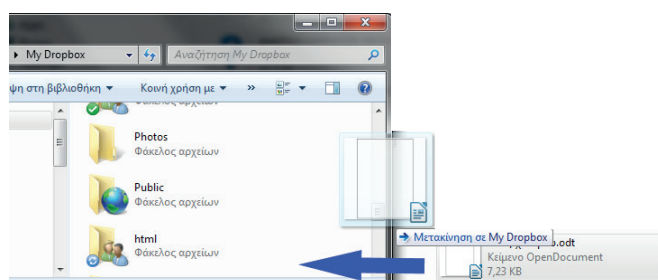 My Dropbox
Αναζήτηση My Dropbox
ψη στη βιβλιοθήκη
Κοινή χρήση με
»
Φάκελος αρχείων
Photos
Φάκελος αρχείων
Public
Φάκελος αρχείων
html
Φάκελος αρχείων
Μετακίνηση σε My Dropbox
.odt
Κείμενο OpenDocument
7,23 KB